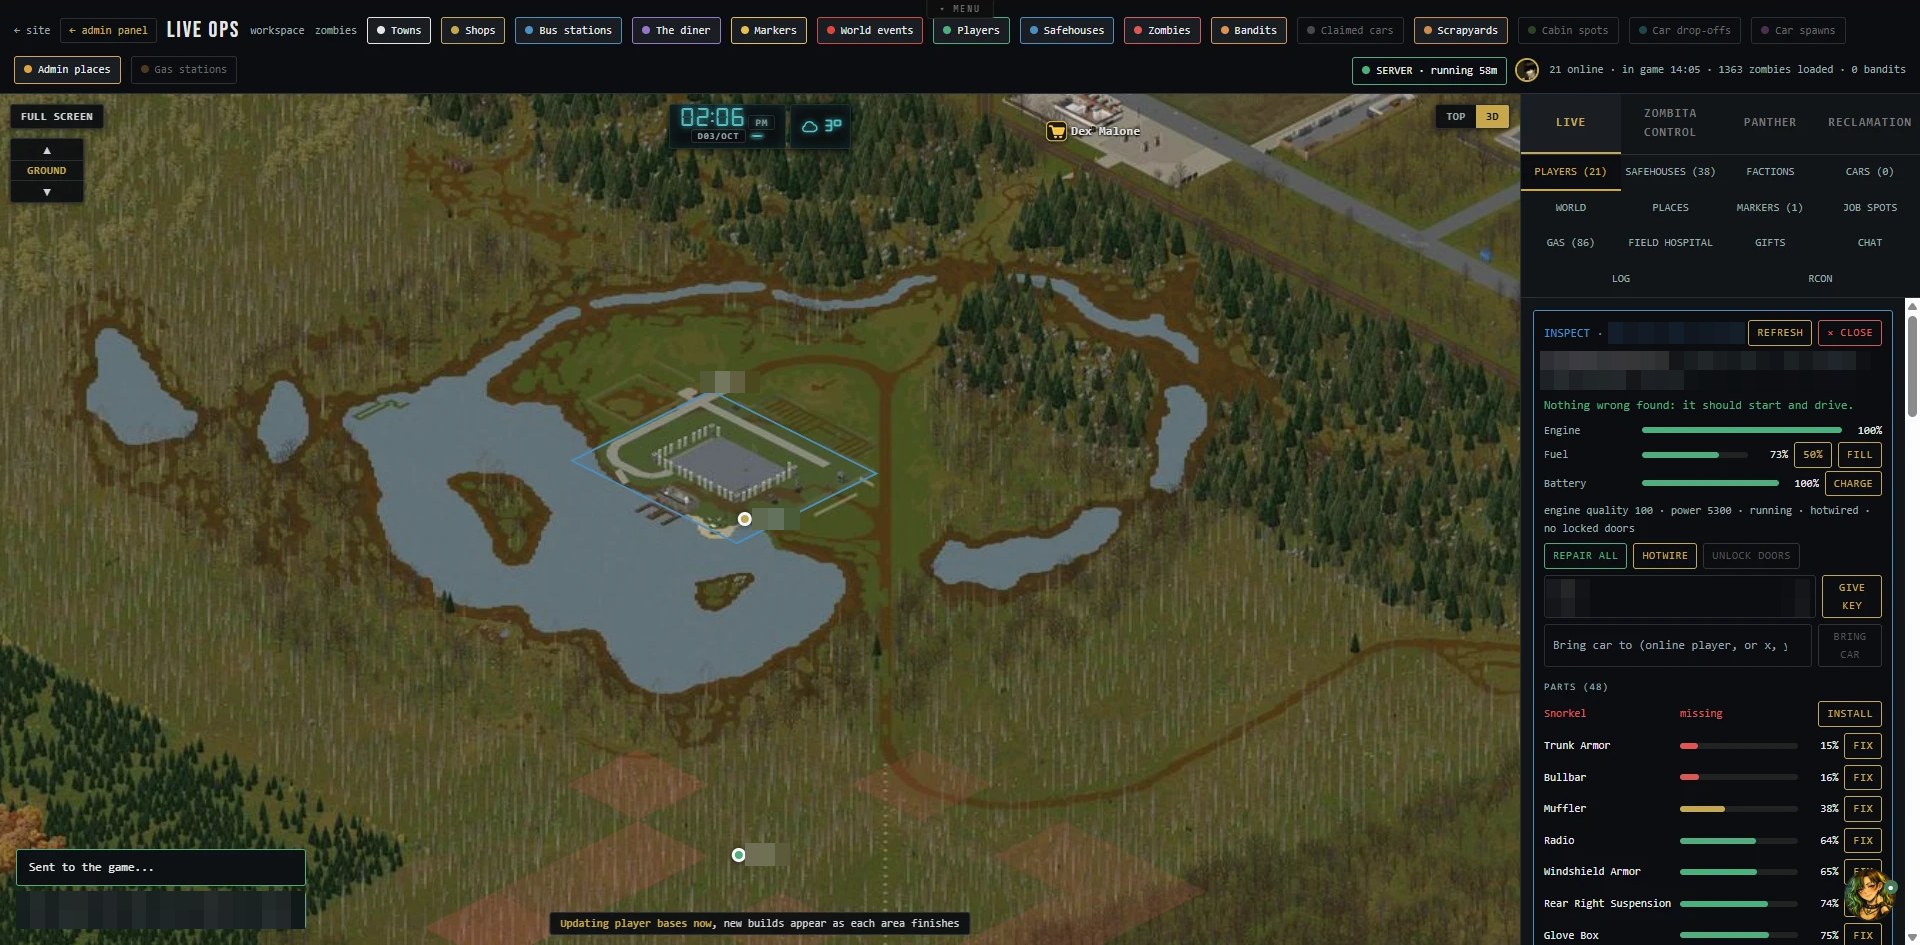 ▾ MENU
← site
← admin panel
LIVE OPS
workspace
zombies
Towns
Shops
Bus stations
The diner
Markers
World events
Players
Safehouses
Zombies
Bandits
Claimed cars
Scrapyards
Cabin spots
Car drop-offs
Car spawns
Admin places
Gas stations
SERVER · running 58m
21 online · in game 14:05 · 1363 zombies loaded · 0 bandits
FULL SCREEN
▲
GROUND
▼
02:06 PM
D03/OCT
3º
Dex Malone
TOP
3D
LIVE
ZOMBITA
CONTROL
PANTHER
RECLAMATION
PLAYERS (21)
SAFEHOUSES (38)
FACTIONS
CARS (0)
WORLD
PLACES
MARKERS (1)
JOB SPOTS
GAS (86)
FIELD HOSPITAL
GIFTS
CHAT
LOG
RCON
INSPECT ·
REFRESH
× CLOSE
Nothing wrong found: it should start and drive.
Engine 100%
Fuel 73% 50% FILL
Battery 100% CHARGE
engine quality 100 · power 5300 · running · hotwired ·
no locked doors
REPAIR ALL
HOTWIRE
UNLOCK DOORS
GIVE
KEY
Bring car to (online player, or x, y
BRING
CAR
PARTS (48)
Snorkel missing INSTALL
Trunk Armor 15% FIX
Bullbar 16% FIX
Muffler 38% FIX
Radio 64% FIX
Windshield Armor 65%
Rear Right Suspension 74%
Glove Box 75% FIX
Sent to the game...
Updating player bases now, new builds appear as each area finishes